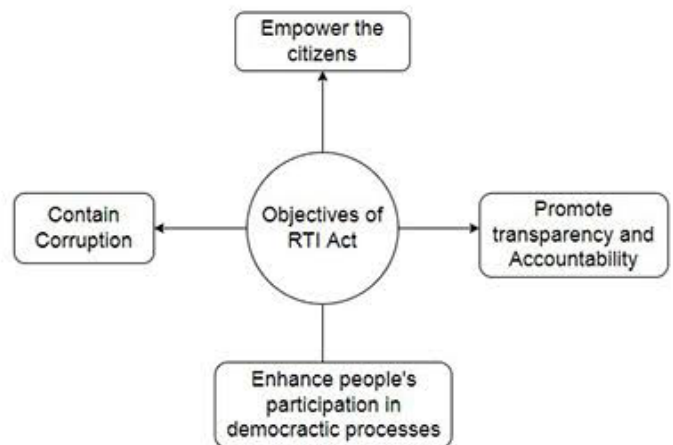 Empower the
citizens
Contain
Corruption
Objectives of
RTI Act
Promote
transparency and
Accountability
Enhance people's
participation in
democractic processes